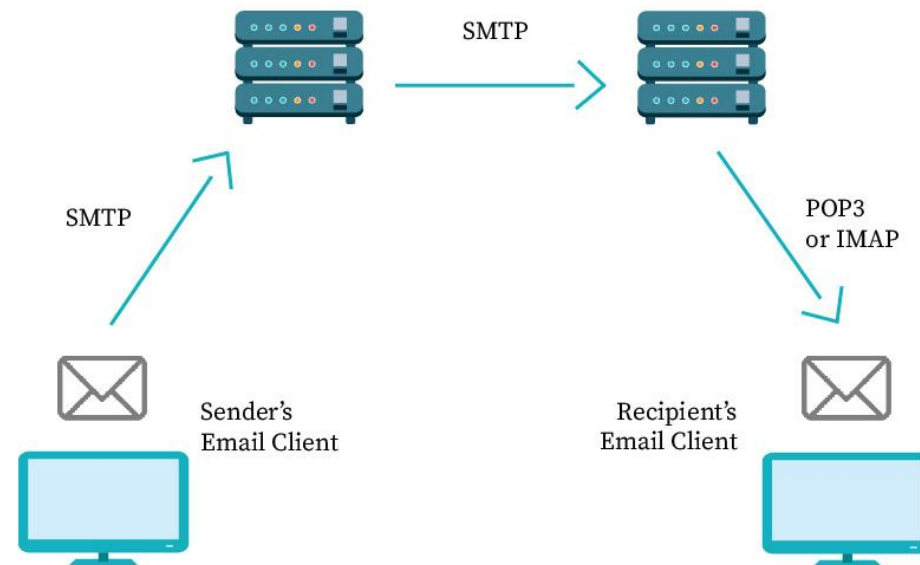 SMTP
SMTP
POP3
or IMAP
Sender’s
Email Client
Recipient’s
Email Client